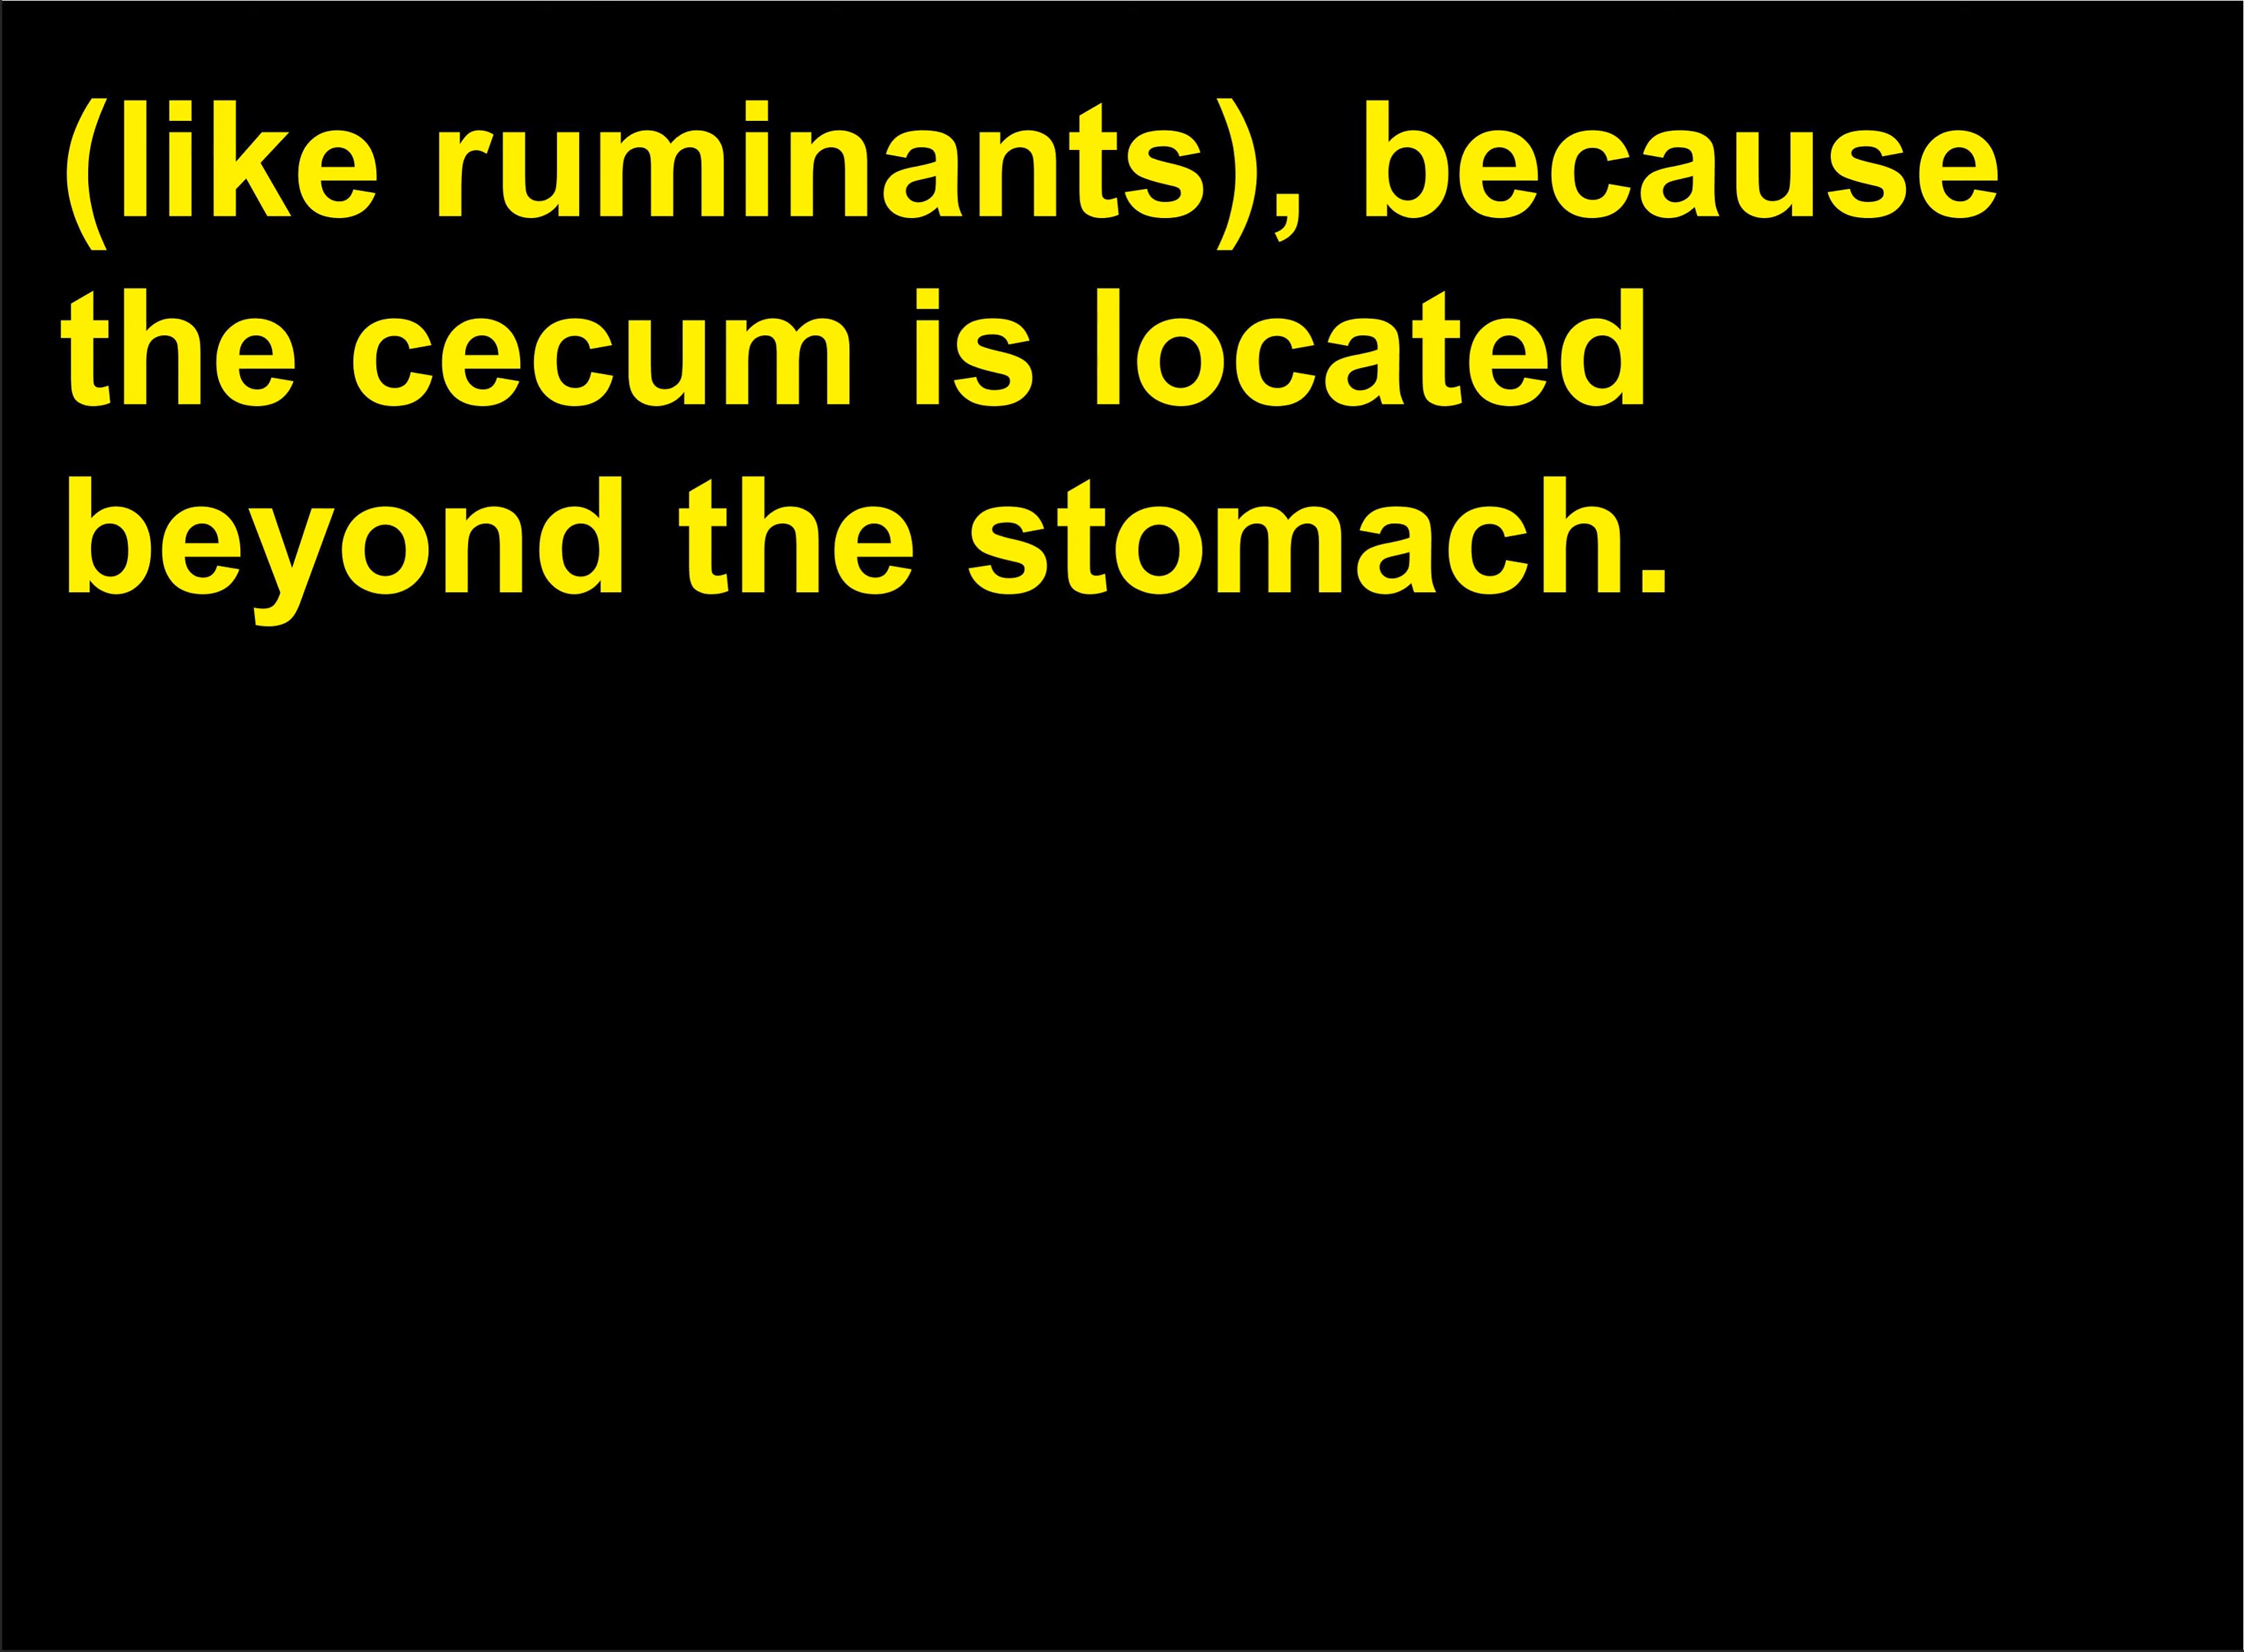 (like ruminants), because
the cecum is located
beyond the stomach.